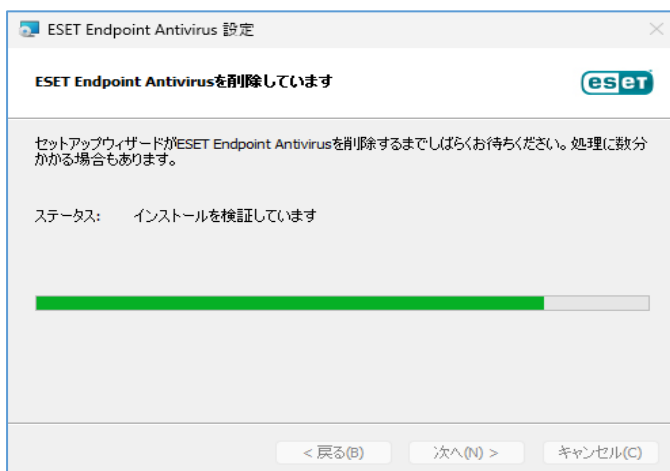 ESET Endpoint Antivirus 設定
ESET Endpoint Antivirusを削除しています
eseT
セットアップウィザードがESET Endpoint Antivirusを削除するまでしばらくお待ちください。処理に数分
かかる場合もあります。
ステータス: インストールを検証しています
< 戻る(B) 次へ(N) > キャンセル(C)